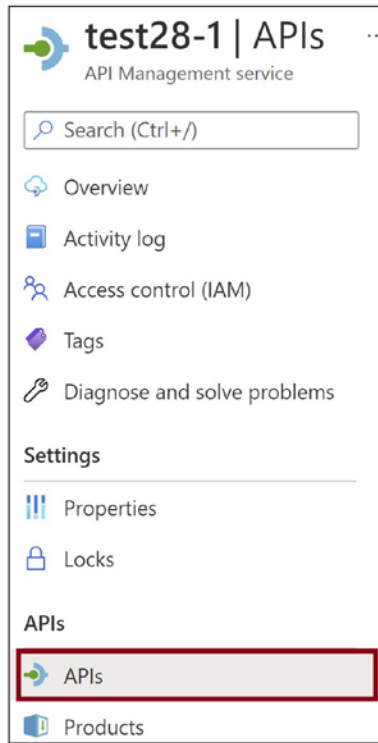 test28-1 | APIs ...
API Management service
Search (Ctrl+/)
Overview
Activity log
Access control (IAM)
Tags
Diagnose and solve problems
Settings
Properties
Locks
APIs
APIs
Products